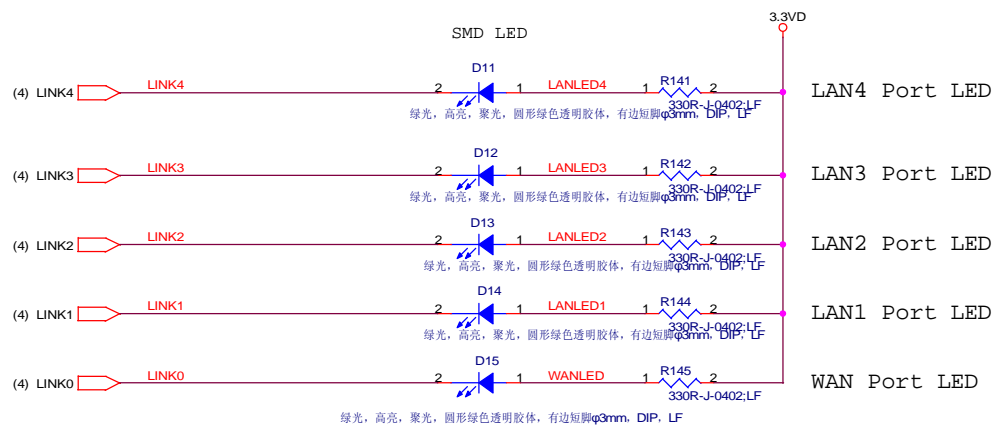 3.3VD
SMD LED
D11
(4) LINK4 LINK4 2 1 LANLED4 1 R141 2 LAN4 Port LED
330R-J-0402;LF
绿光，高亮，聚光，圆形绿色透明胶体，有边短脚φ3mm，DIP，LF
D12
(4) LINK3 LINK3 2 1 LANLED3 1 R142 2 LAN3 Port LED
330R-J-0402;LF
绿光，高亮，聚光，圆形绿色透明胶体，有边短脚φ3mm，DIP，LF
D13
(4) LINK2 LINK2 2 1 LANLED2 1 R143 2 LAN2 Port LED
330R-J-0402;LF
绿光，高亮，聚光，圆形绿色透明胶体，有边短脚φ3mm，DIP，LF
D14
(4) LINK1 LINK1 2 1 LANLED1 1 R144 2 LAN1 Port LED
330R-J-0402;LF
绿光，高亮，聚光，圆形绿色透明胶体，有边短脚φ3mm，DIP，LF
D15
(4) LINK0 LINK0 2 1 WANLED 1 R145 2 WAN Port LED
330R-J-0402;LF
绿光，高亮，聚光，圆形绿色透明胶体，有边短脚φ3mm，DIP，LF